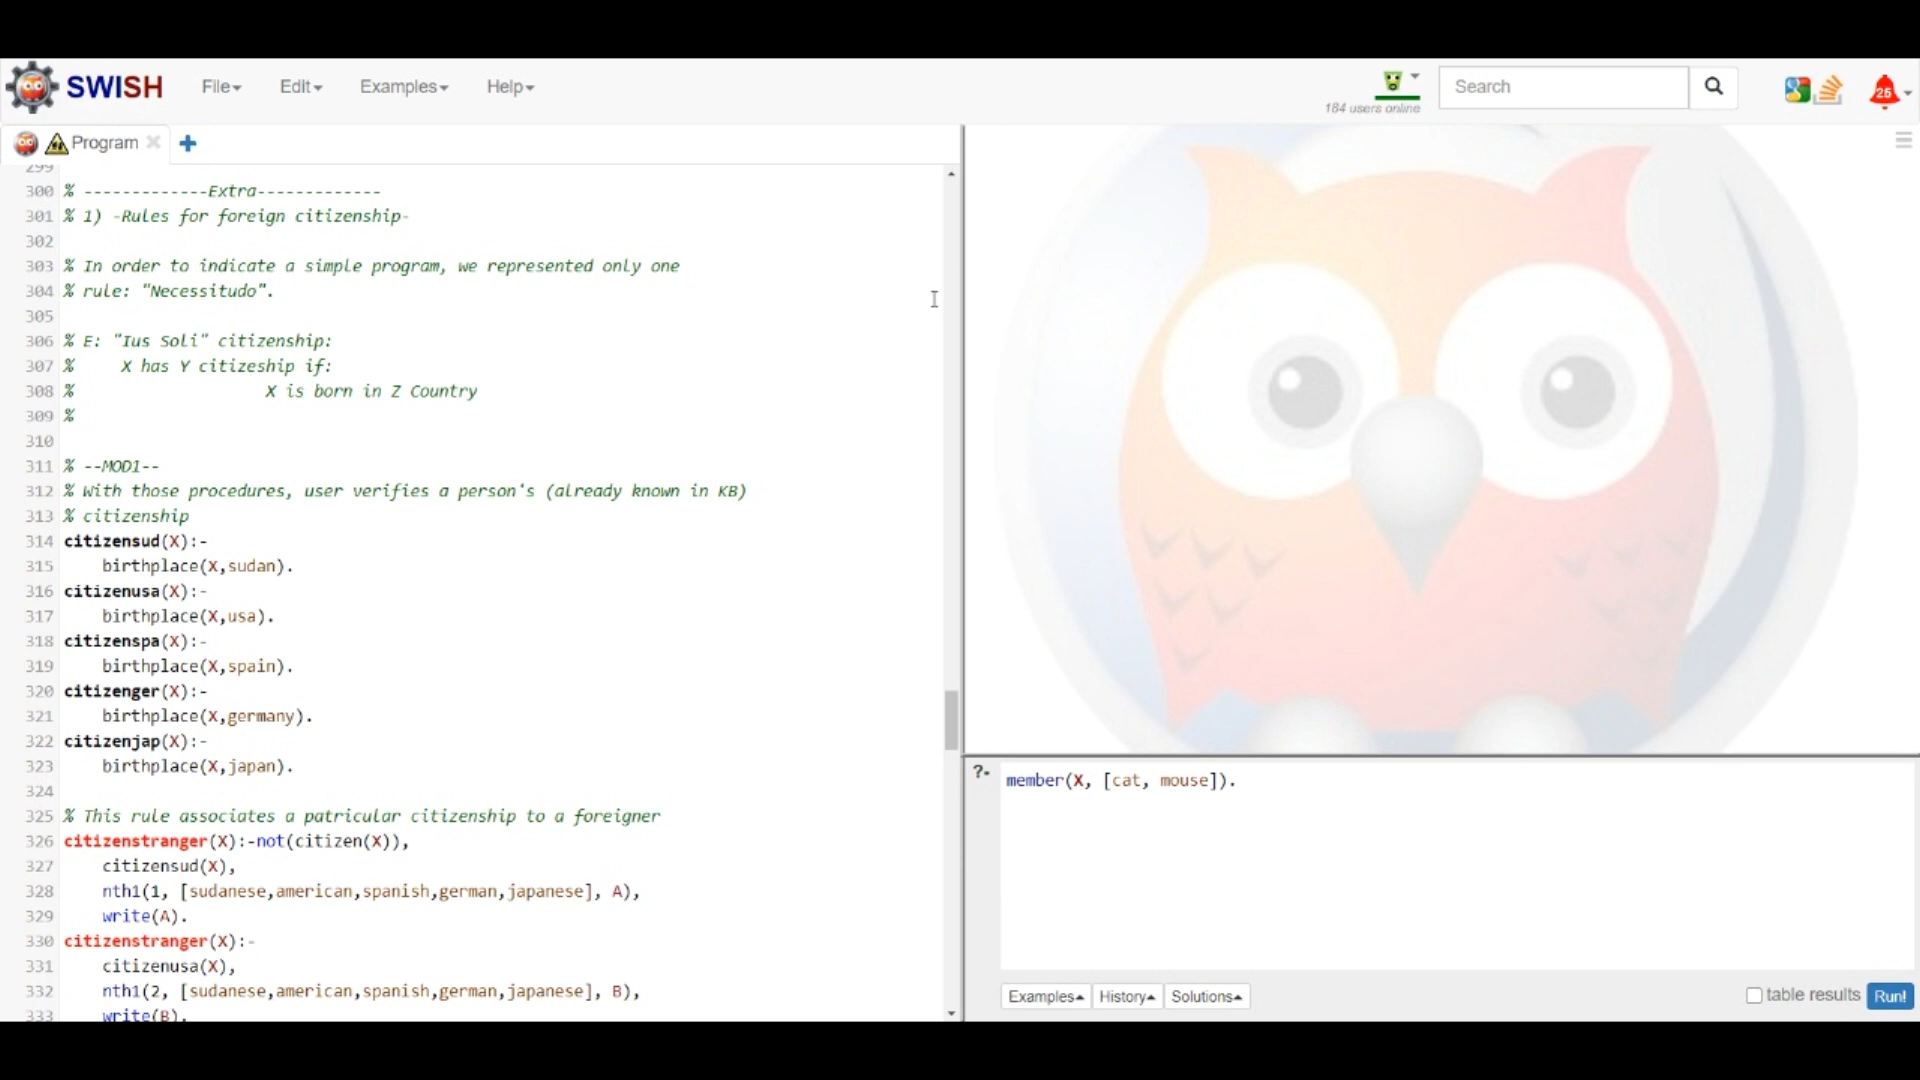 SWISH File Edit Examples Help 184 users online Search 25
Program
299
300 % -------------Extra-------------
301 % 1) -Rules for foreign citizenship-
302
303 % In order to indicate a simple program, we represented only one
304 % rule: "Necessitudo".
305
306 % E: "Ius Soli" citizenship:
307 % X has Y citizeship if:
308 % X is born in Z Country
309 %
310
311 % --MOD1--
312 % With those procedures, user verifies a person's (already known in KB)
313 % citizenship
314 citizensud(X):-
315 birthplace(X,sudan).
316 citizenusa(X):-
317 birthplace(X,usa).
318 citizenspa(X):-
319 birthplace(X,spain).
320 citizenger(X):-
321 birthplace(X,germany).
322 citizenjap(X):-
323 birthplace(X,japan).
324
325 % This rule associates a patricular citizenship to a foreigner
326 citizenstranger(X):-not(citizen(X)),
327 citizensud(X),
328 nth1(1, [sudanese,american,spanish,german,japanese], A),
329 write(A).
330 citizenstranger(X):-
331 citizenusa(X),
332 nth1(2, [sudanese,american,spanish,german,japanese], B),
333 write(B).
?- member(X, [cat, mouse]).
Examples History Solutions table results Run!